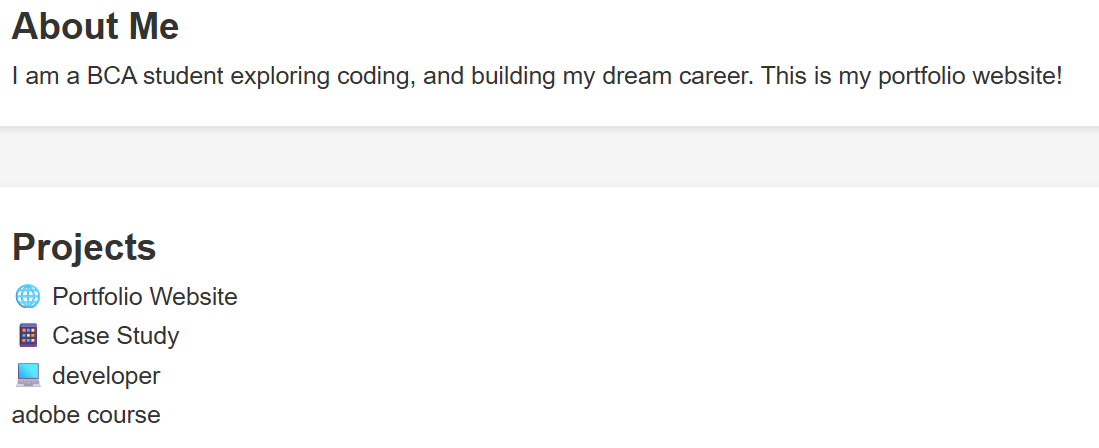 About Me
I am a BCA student exploring coding, and building my dream career. This is my portfolio website!
Projects
🌐 Portfolio Website
📱 Case Study
💻 developer
adobe course